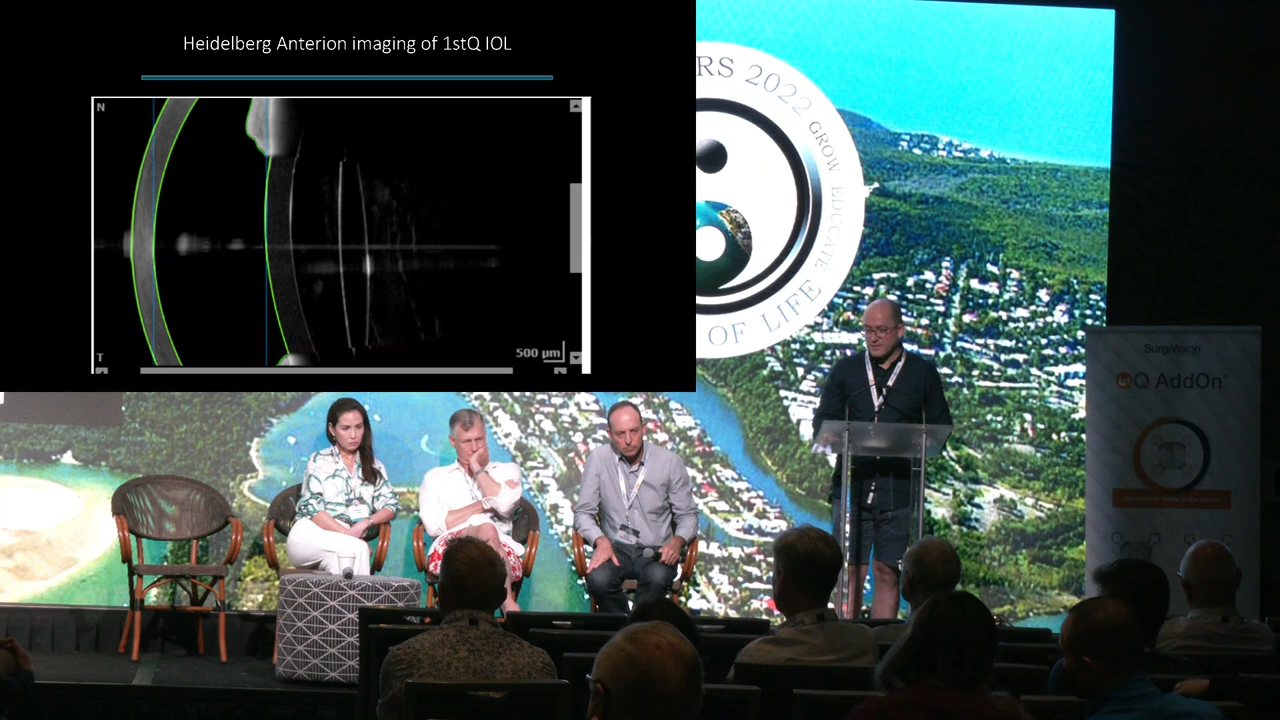 Heidelberg Anterion imaging of 1stQ IOL
N
T
500 µm
RS 2022
GROW EDUCATE
OF LIFE
SurgiVision
Q AddOn